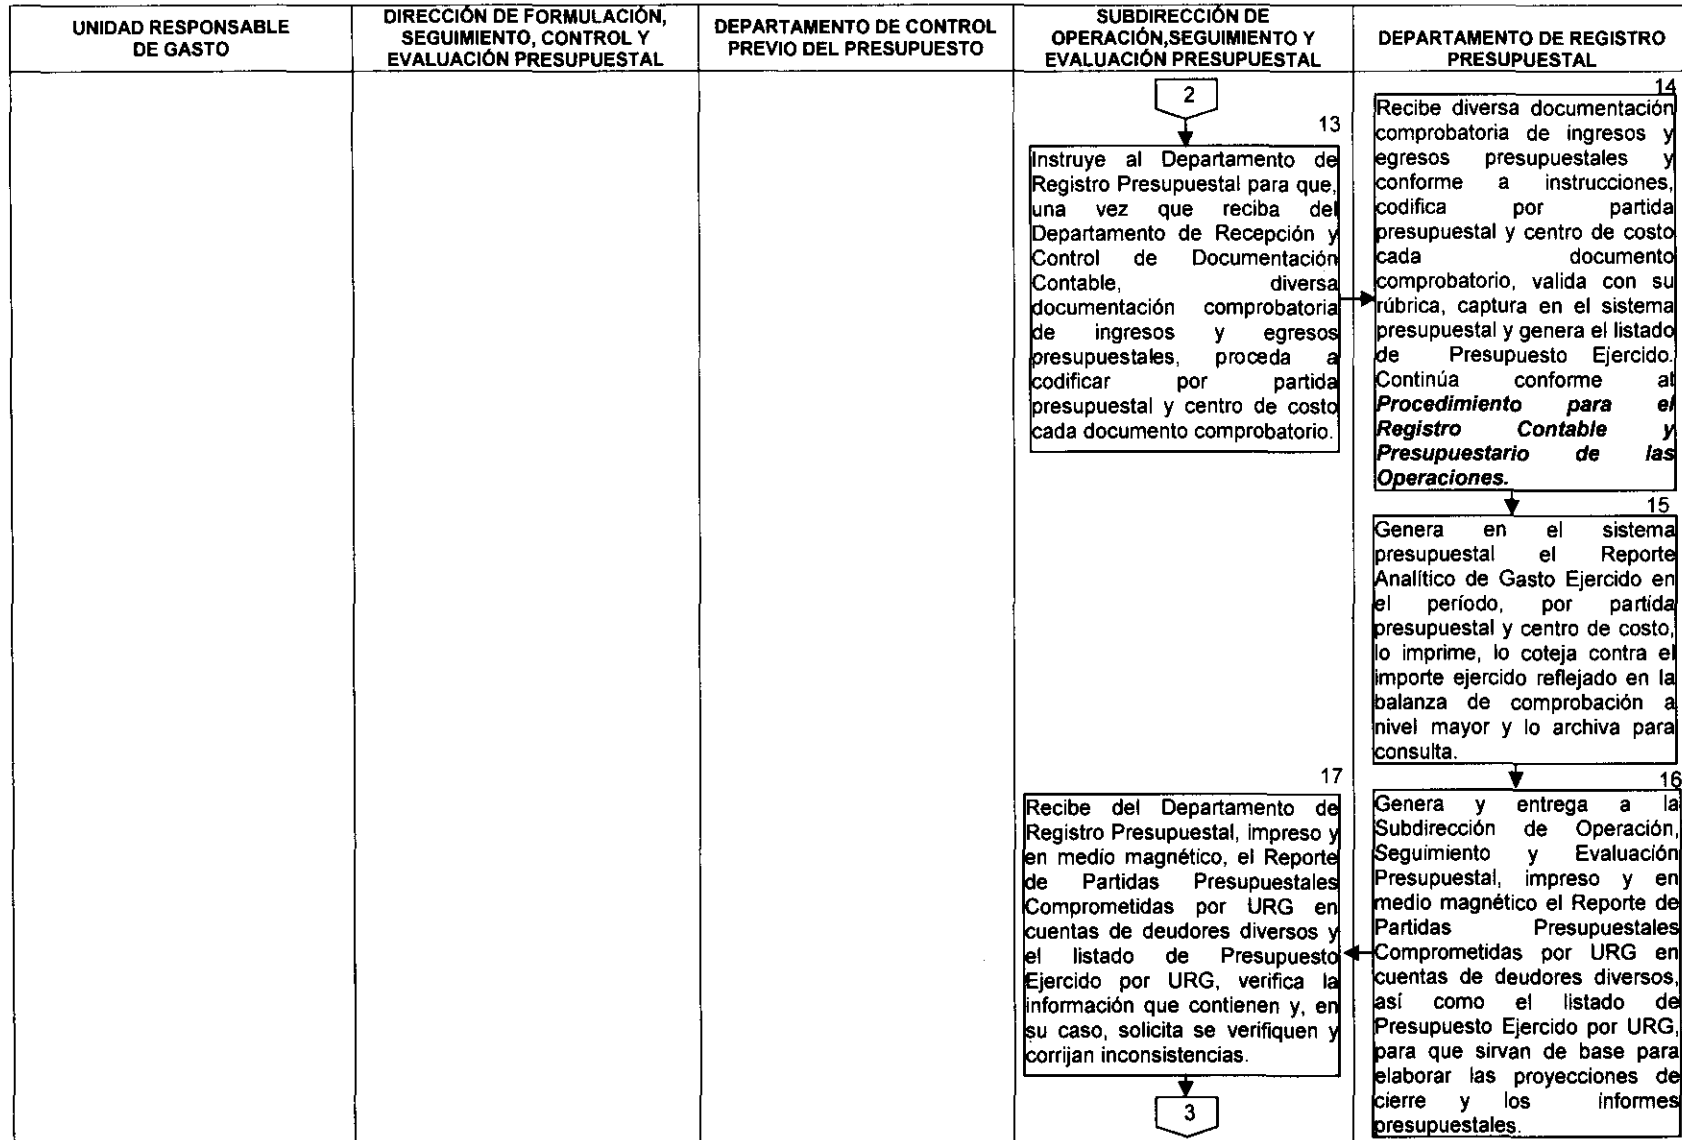 UNIDAD RESPONSABLE
DE GASTO
DIRECCIÓN DE FORMULACIÓN,
SEGUIMIENTO, CONTROL Y
EVALUACIÓN PRESUPUESTAL
DEPARTAMENTO DE CONTROL
PREVIO DEL PRESUPUESTO
SUBDIRECCIÓN DE
OPERACIÓN,SEGUIMIENTO Y
EVALUACIÓN PRESUPUESTAL
DEPARTAMENTO DE REGISTRO
PRESUPUESTAL
2
13
Instruye al Departamento de
Registro Presupuestal para que,
una vez que reciba del
Departamento de Recepción y
Control de Documentación
Contable, diversa
documentación comprobatoria
de ingresos y egresos
presupuestales, proceda a
codificar por partida
presupuestal y centro de costo
cada documento comprobatorio.
14
Recibe diversa documentación
comprobatoria de ingresos y
egresos presupuestales y
conforme a instrucciones,
codifica por partida
presupuestal y centro de costo
cada documento
comprobatorio, valida con su
rúbrica, captura en el sistema
presupuestal y genera el listado
de Presupuesto Ejercido.
Continúa conforme al
Procedimiento para el
Registro Contable y
Presupuestario de las
Operaciones.
15
Genera en el sistema
presupuestal el Reporte
Analítico de Gasto Ejercido en
el período, por partida
presupuestal y centro de costo,
lo imprime, lo coteja contra el
importe ejercido reflejado en la
balanza de comprobación a
nivel mayor y lo archiva para
consulta.
16
Genera y entrega a la
Subdirección de Operación,
Seguimiento y Evaluación
Presupuestal, impreso y en
medio magnético el Reporte de
Partidas Presupuestales
Comprometidas por URG en
cuentas de deudores diversos,
así como el listado de
Presupuesto Ejercido por URG,
para que sirvan de base para
elaborar las proyecciones de
cierre y los informes
presupuestales.
17
Recibe del Departamento de
Registro Presupuestal, impreso y
en medio magnético, el Reporte
de Partidas Presupuestales
Comprometidas por URG en
cuentas de deudores diversos y
el listado de Presupuesto
Ejercido por URG, verifica la
información que contienen y, en
su caso, solicita se verifiquen y
corrijan inconsistencias.
3